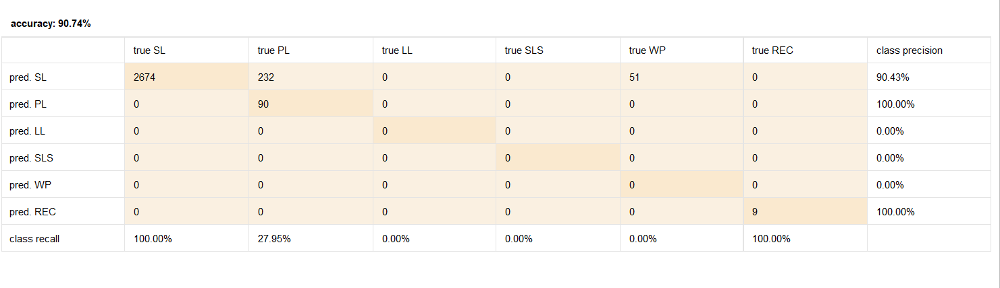 accuracy: 90.74%
true SL true PL true LL true SLS true WP true REC class precision
pred. SL 2674 232 0 0 51 0 90.43%
pred. PL 0 90 0 0 0 0 100.00%
pred. LL 0 0 0 0 0 0 0.00%
pred. SLS 0 0 0 0 0 0 0.00%
pred. WP 0 0 0 0 0 0 0.00%
pred. REC 0 0 0 0 0 9 100.00%
class recall 100.00% 27.95% 0.00% 0.00% 0.00% 100.00%